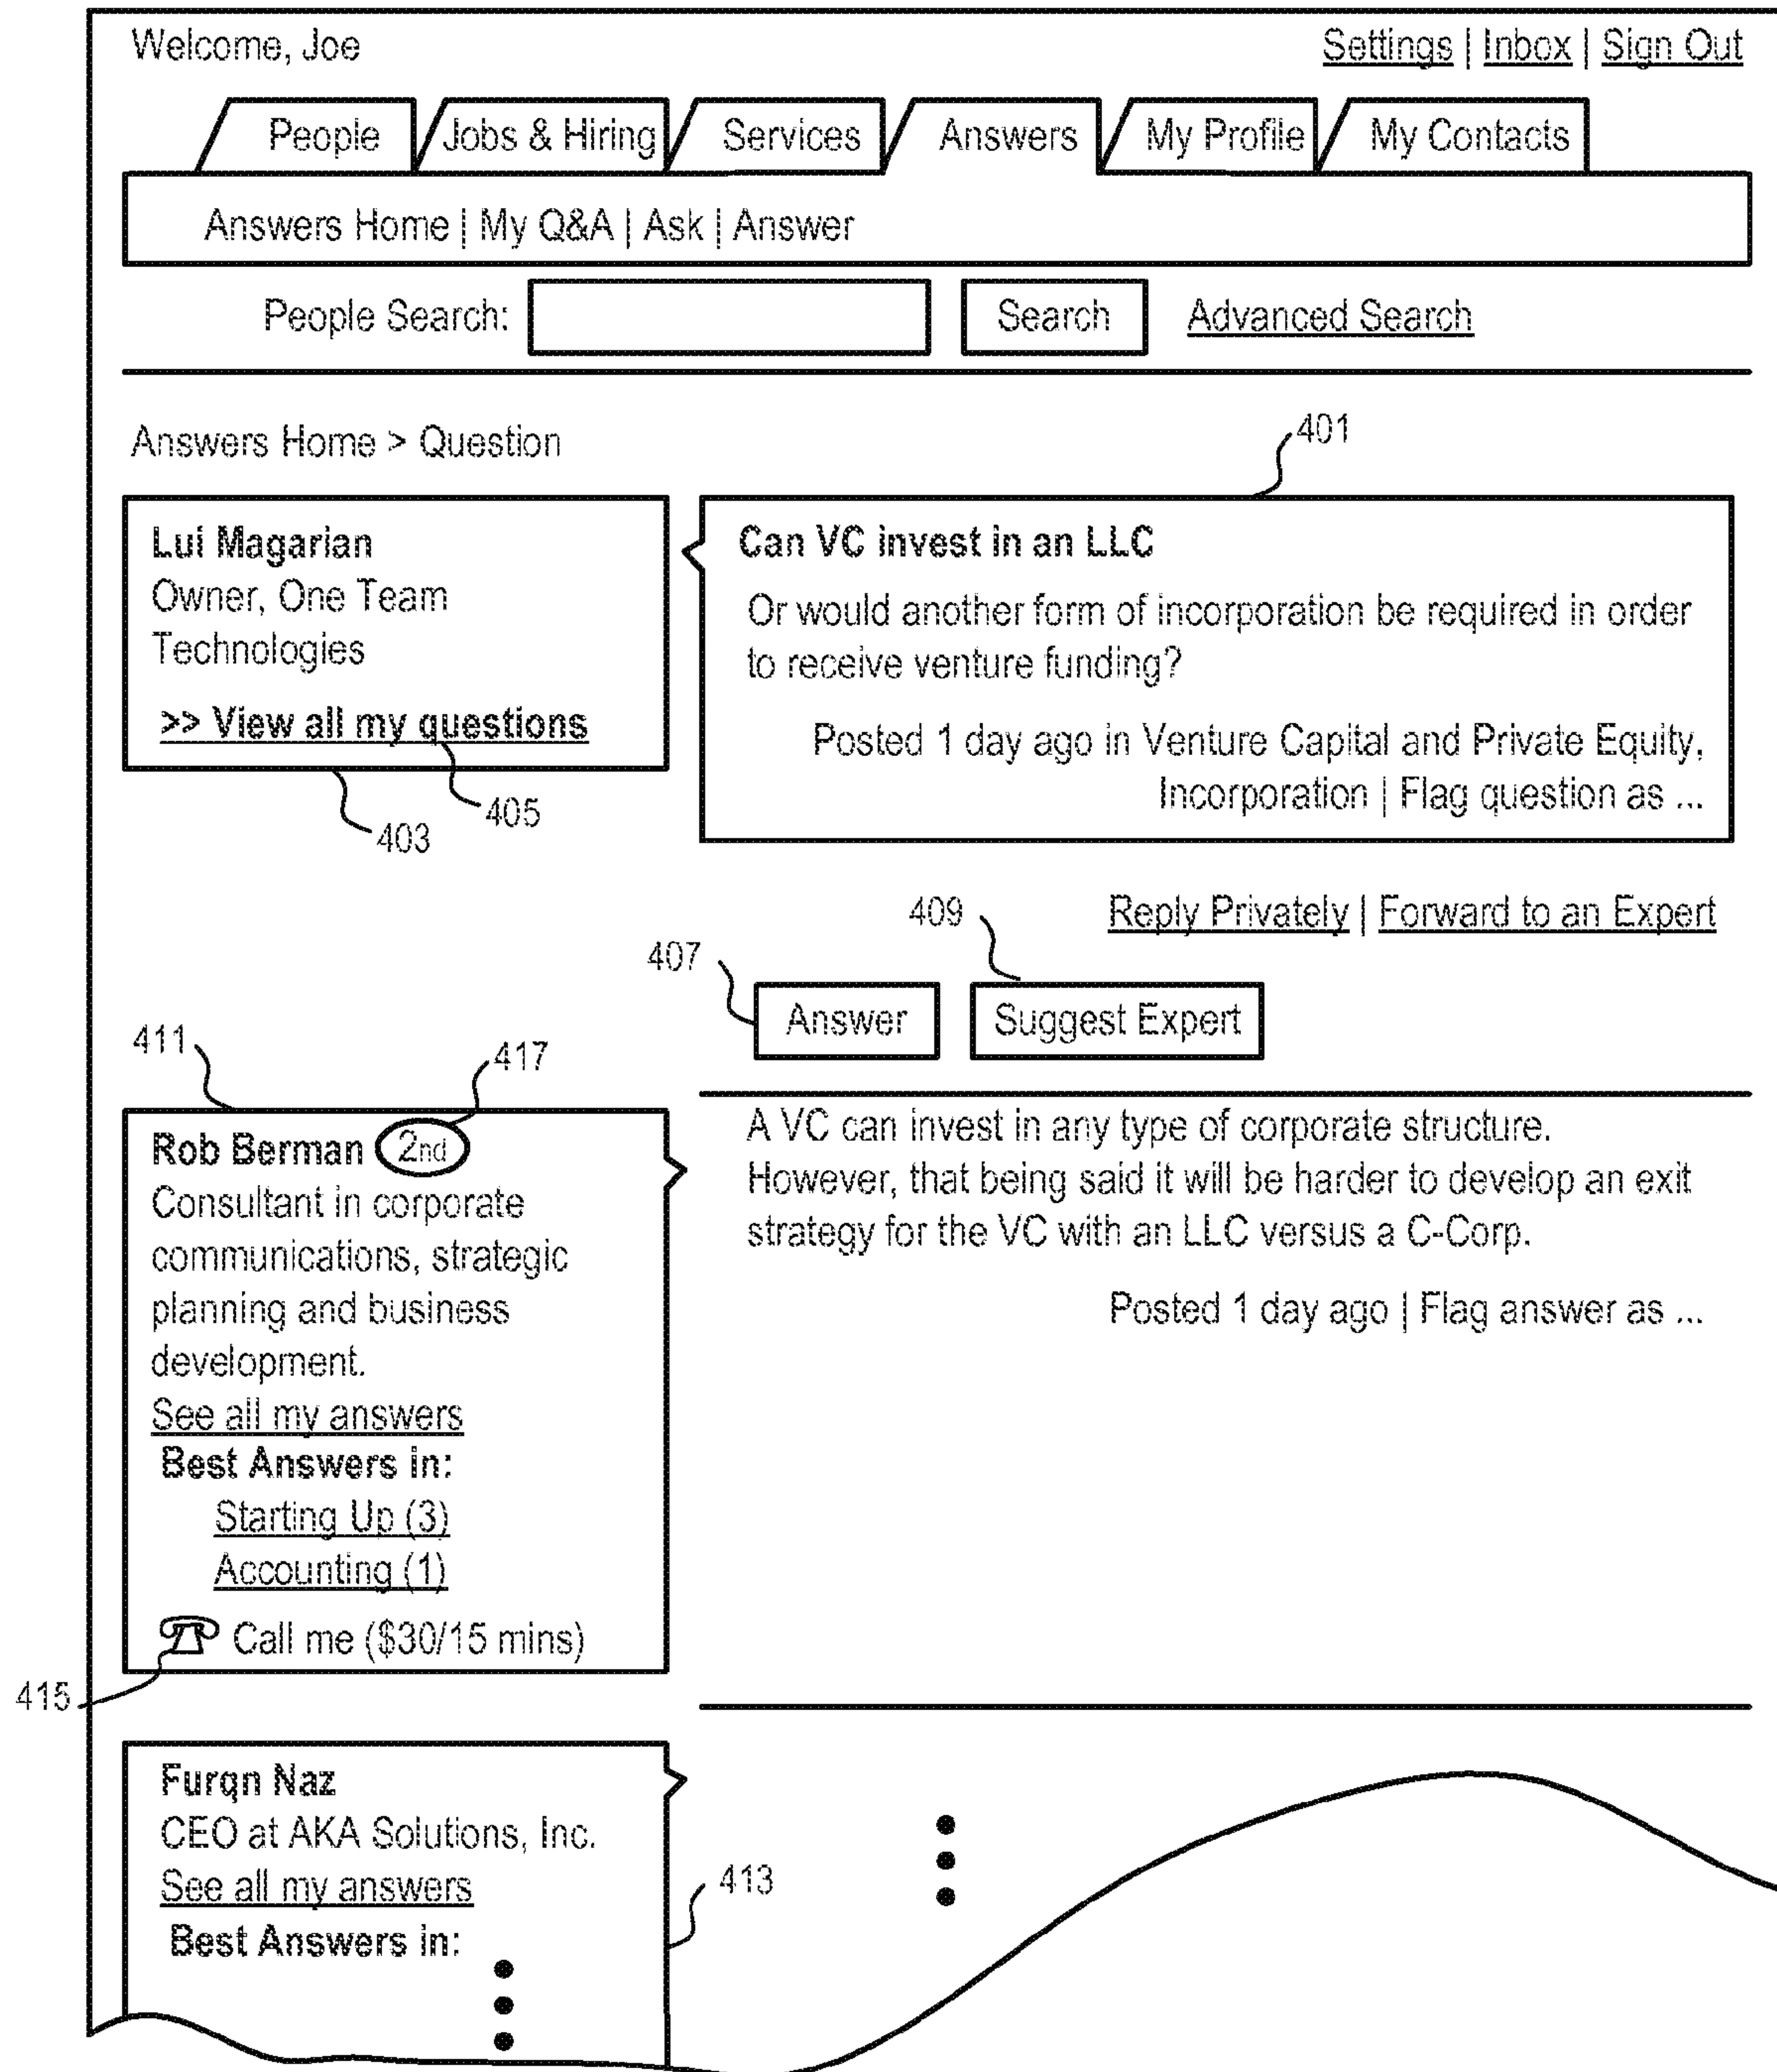 Welcome, Joe
Settings | Inbox | Sign Out
People
Jobs & Hiring
Services
Answers
My Profile
My Contacts
Answers Home | My Q&A | Ask | Answer
People Search:
Search
Advanced Search
Answers Home > Question
401
Lui Magarian
Owner, One Team
Technologies
>> View all my questions
405
403
Can VC invest in an LLC
Or would another form of incorporation be required in order
to receive venture funding?
Posted 1 day ago in Venture Capital and Private Equity,
Incorporation | Flag question as ...
Reply Privately | Forward to an Expert
409
407
Answer
Suggest Expert
411
417
Rob Berman 2nd
Consultant in corporate
communications, strategic
planning and business
development.
See all my answers
Best Answers in:
Starting Up (3)
Accounting (1)
Call me ($30/15 mins)
415
A VC can invest in any type of corporate structure.
However, that being said it will be harder to develop an exit
strategy for the VC with an LLC versus a C-Corp.
Posted 1 day ago | Flag answer as ...
Furqn Naz
CEO at AKA Solutions, Inc.
See all my answers
Best Answers in:
413